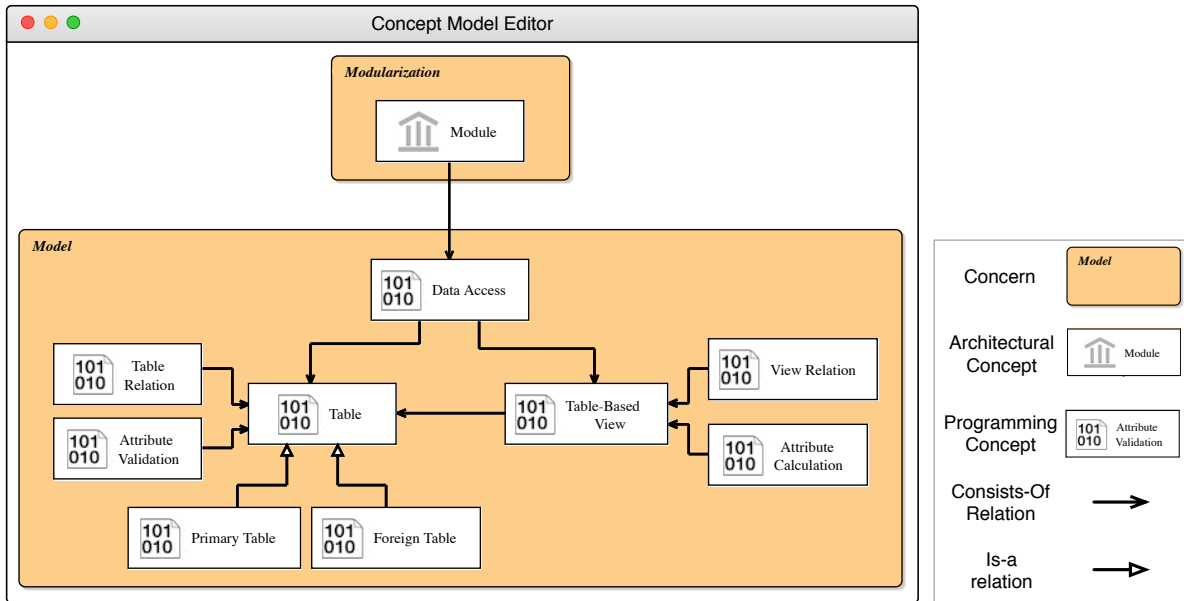 Concept Model Editor
Modularization
Module
Model
101
010
Data Access
101
010
Table
Relation
101
010
View Relation
101
010
Table
101
010
Table-Based
View
101
010
Attribute
Validation
101
010
Attribute
Calculation
101
010
Primary Table
101
010
Foreign Table
Concern
Model
Architectural
Concept
Module
Programming
Concept
101
010
Attribute
Validation
Consists-Of
Relation
Is-a
relation